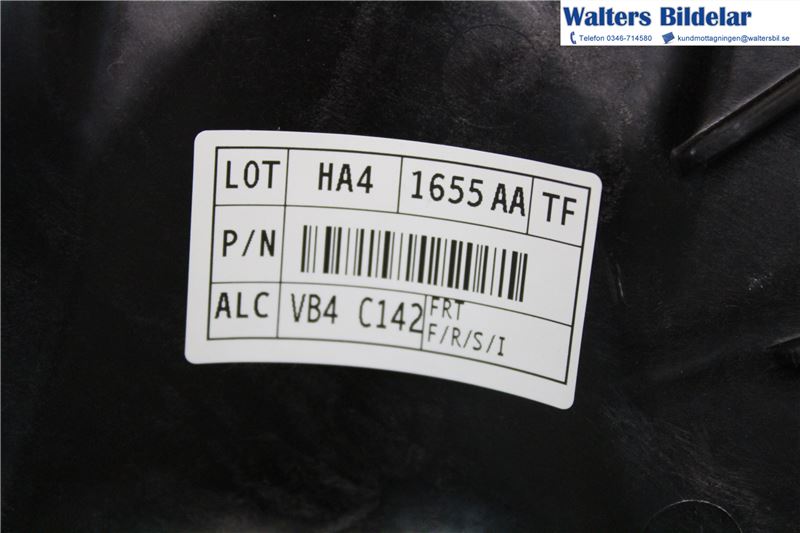 Walters Bildelar
Telefon 0346-714580 kundmottagningen@waltersbil.se
LOT HA4 1655 AA TF
P/N
ALC VB4 C142 FRT
F/R/S/I